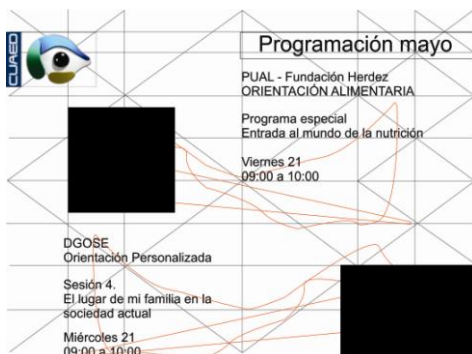 CUAED
Programación mayo
PUAL - Fundación Herdez
ORIENTACIÓN ALIMENTARIA
Programa especial
Entrada al mundo de la nutrición
Viernes 21
09:00 a 10:00
DGOSE
Orientación Personalizada
Sesión 4.
El lugar de mi familia en la
sociedad actual
Miércoles 21
09:00 a 10:00